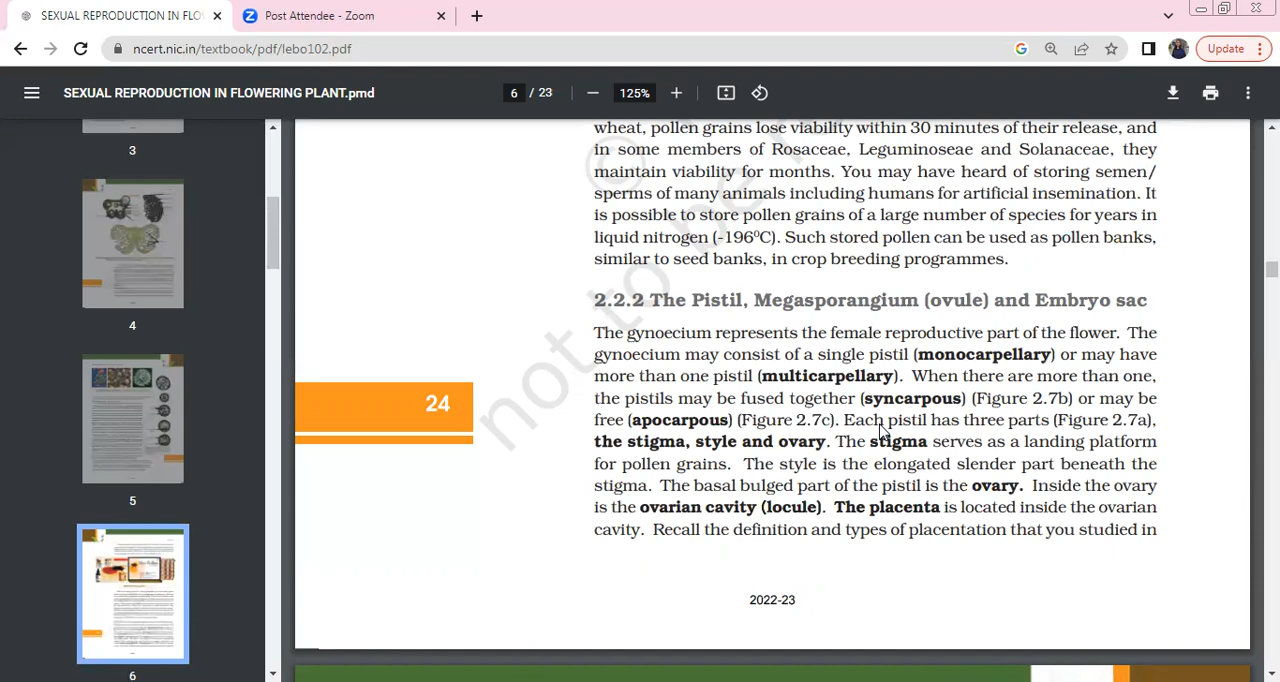 SEXUAL REPRODUCTION IN FLO
Post Attendee - Zoom
ncert.nic.in/textbook/pdf/lebo102.pdf
Update
SEXUAL REPRODUCTION IN FLOWERING PLANT.pmd
6 / 23
125%
3
4
5
6
wheat, pollen grains lose viability within 30 minutes of their release, and
in some members of Rosaceae, Leguminoseae and Solanaceae, they
maintain viability for months. You may have heard of storing semen/
sperms of many animals including humans for artificial insemination. It
is possible to store pollen grains of a large number of species for years in
liquid nitrogen (-196⁰C). Such stored pollen can be used as pollen banks,
similar to seed banks, in crop breeding programmes.
2.2.2 The Pistil, Megasporangium (ovule) and Embryo sac
The gynoecium represents the female reproductive part of the flower. The
gynoecium may consist of a single pistil (monocarpellary) or may have
more than one pistil (multicarpellary). When there are more than one,
the pistils may be fused together (syncarpous) (Figure 2.7b) or may be
free (apocarpous) (Figure 2.7c). Each pistil has three parts (Figure 2.7a),
the stigma, style and ovary. The stigma serves as a landing platform
for pollen grains. The style is the elongated slender part beneath the
stigma. The basal bulged part of the pistil is the ovary. Inside the ovary
is the ovarian cavity (locule). The placenta is located inside the ovarian
cavity. Recall the definition and types of placentation that you studied in
24
© not to be
2022-23